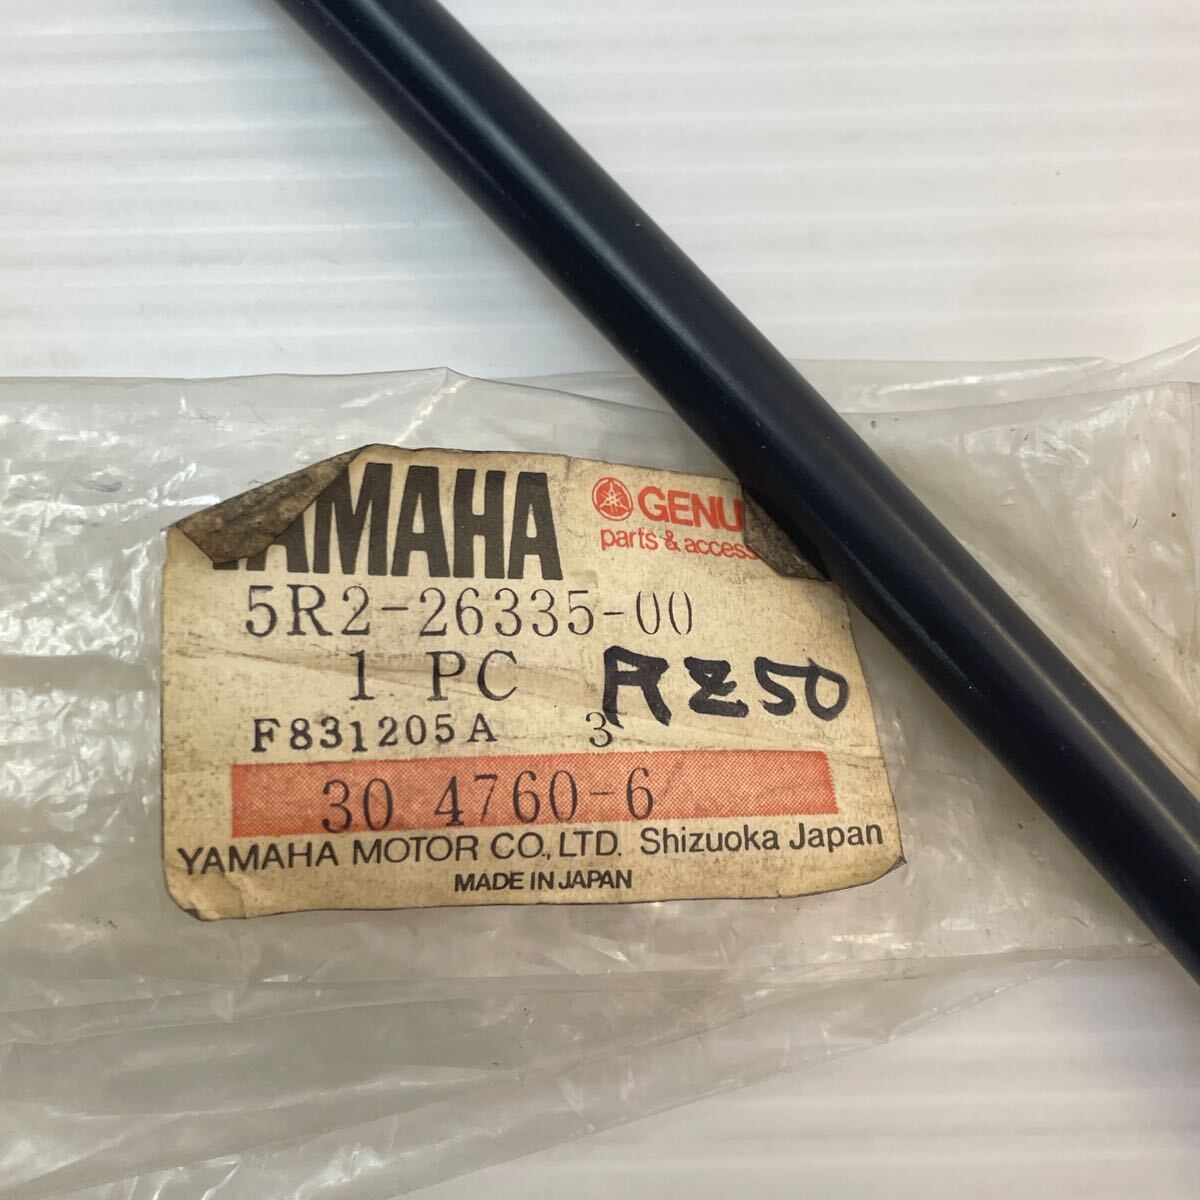 YAMAHA
GENU
parts & access
5R2-26335-00
1 PC
RZ50
F831205A 3
30 4760-6
YAMAHA MOTOR CO., LTD. Shizuoka Japan
MADE IN JAPAN